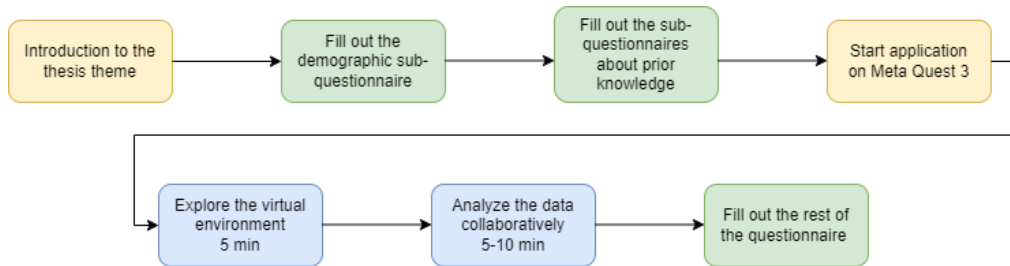 Introduction to the
thesis theme
Fill out the
demographic sub-
questionnaire
Fill out the sub-
questionnaires
about prior
knowledge
Start application
on Meta Quest 3
Explore the virtual
environment
5 min
Analyze the data
collaboratively
5-10 min
Fill out the rest of
the questionnaire